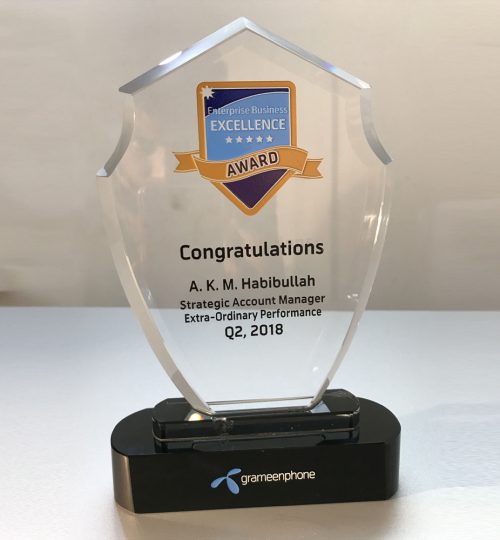 Enterprise Business
EXCELLENCE
AWARD
Congratulations
A. K. M. Habibullah
Strategic Account Manager
Extra-Ordinary Performance
Q2, 2018
grameenphone